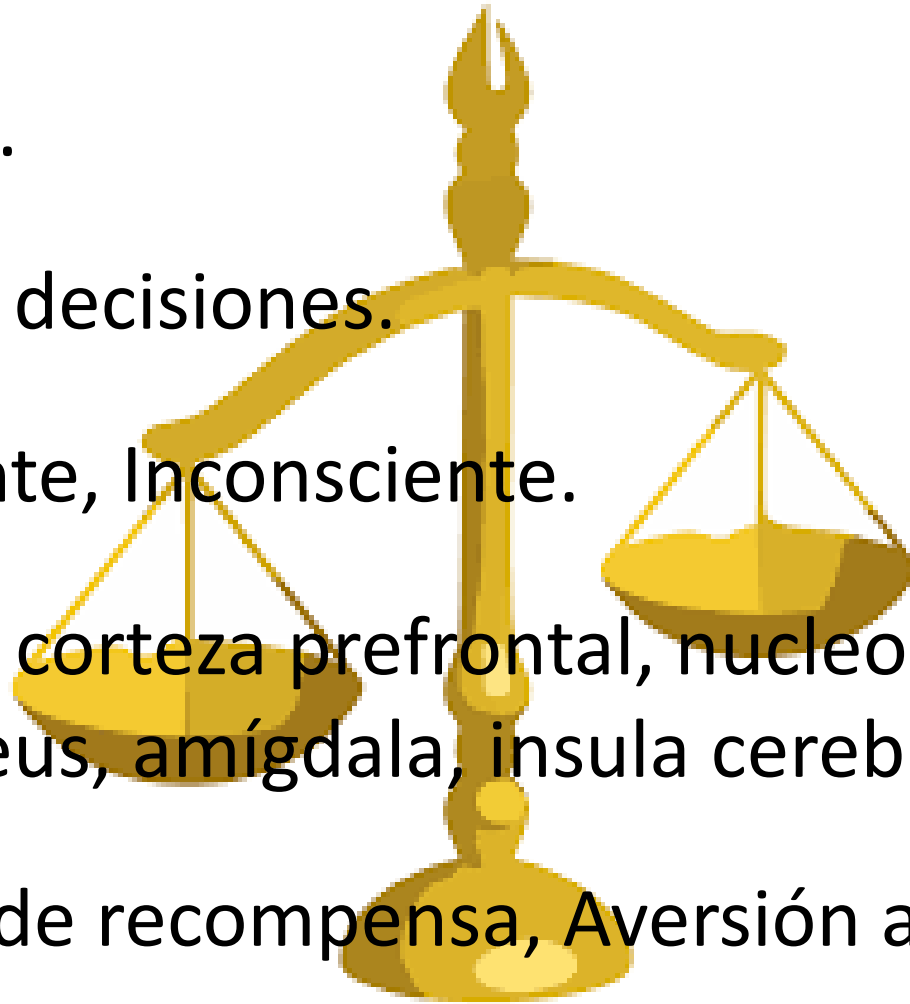 .
decisiones.
nte, Inconsciente.
corteza prefrontal, nucleo
eus, amígdala, insula cereb
de recompensa, Aversión a